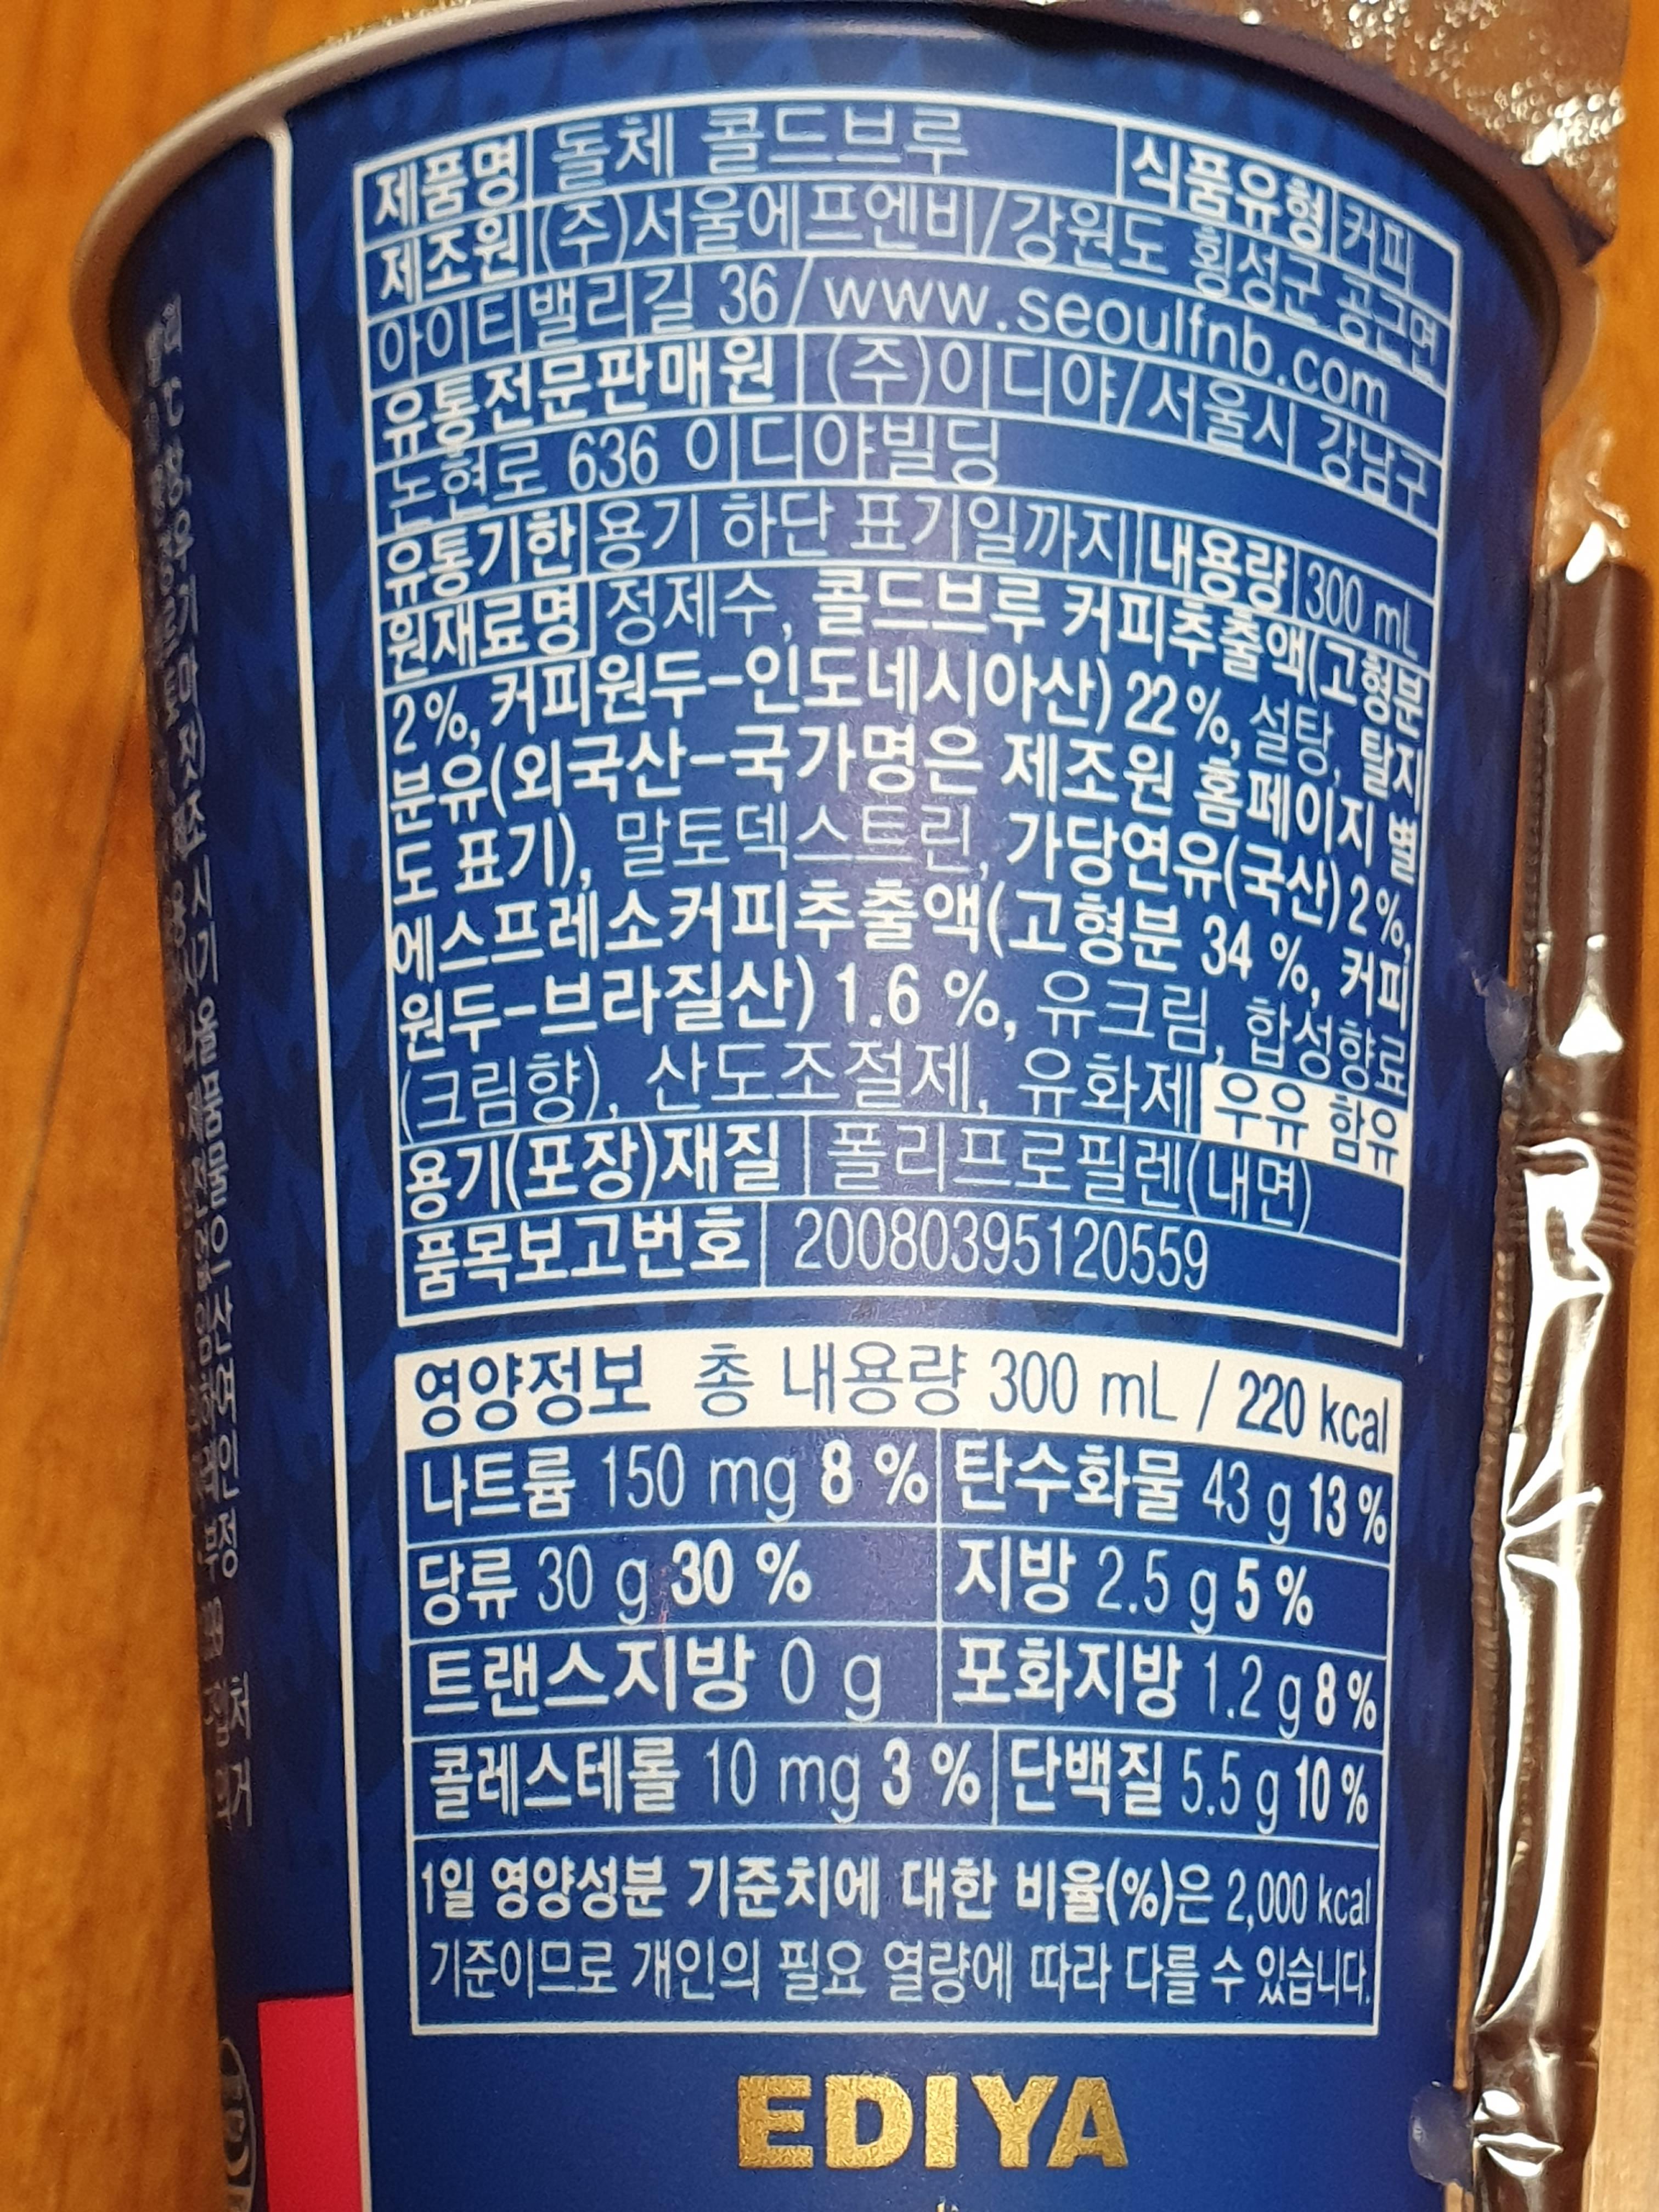 제품명 돌체 콜드브루 식품유형 커피
제조원 (주)서울에프엔비/강원도 횡성군 공근면
아이티밸리길 36/www.seoulfnb.com
유통전문판매원 (주)이디야/서울시 강남구
논현로 636 이디야빌딩
유통기한 용기 하단 표기일까지 내용량 300 mL
원재료명 정제수, 콜드브루 커피추출액(고형분
2%, 커피원두-인도네시아산) 22%, 설탕, 탈지
분유(외국산-국가명은 제조원 홈페이지 별
도 표기), 말토덱스트린, 가당연유(국산) 2%,
에스프레소커피추출액(고형분 34 %, 커피
원두-브라질산) 1.6 %, 유크림, 합성향료
(크림향), 산도조절제, 유화제 우유 함유
용기(포장)재질 폴리프로필렌(내면)
품목보고번호 20080395120559
영양정보 총 내용량 300 mL / 220 kcal
나트륨 150 mg 8 % 탄수화물 43 g 13 %
당류 30 g 30 % 지방 2.5 g 5 %
트랜스지방 0 g 포화지방 1.2 g 8 %
콜레스테롤 10 mg 3 % 단백질 5.5 g 10 %
1일 영양성분 기준치에 대한 비율(%)은 2,000 kcal
기준이므로 개인의 필요 열량에 따라 다를 수 있습니다.
EDIYA